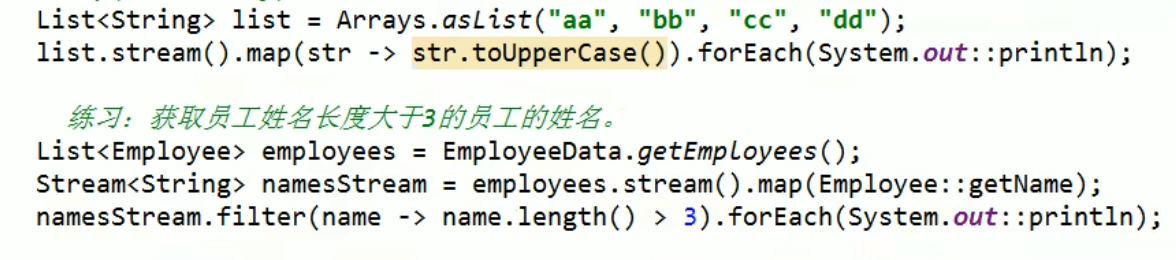 List<String> list = Arrays.asList("aa", "bb", "cc", "dd");
list.stream().map(str -> str.toUpperCase()).forEach(System.out::println);
练习：获取员工姓名长度大于3的员工的姓名。
List<Employee> employees = EmployeeData.getEmployees();
Stream<String> namesStream = employees.stream().map(Employee::getName);
namesStream.filter(name -> name.length() > 3).forEach(System.out::println);